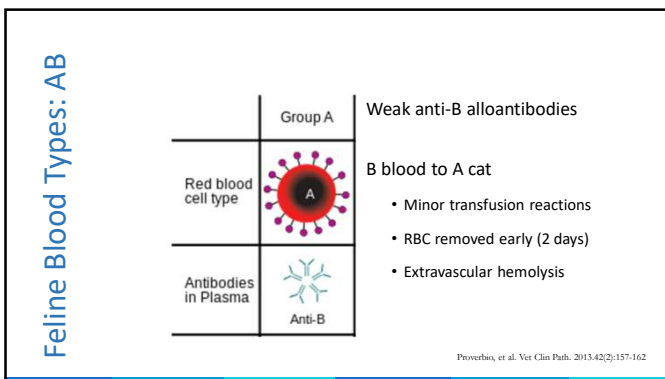 Feline Blood Types: AB
Group A
Red blood
cell type
A
Antibodies
in Plasma
Anti-B
Weak anti-B alloantibodies
B blood to A cat
• Minor transfusion reactions
• RBC removed early (2 days)
• Extravascular hemolysis
Proverbio, et al. Vet Clin Path. 2013.42(2):157-162